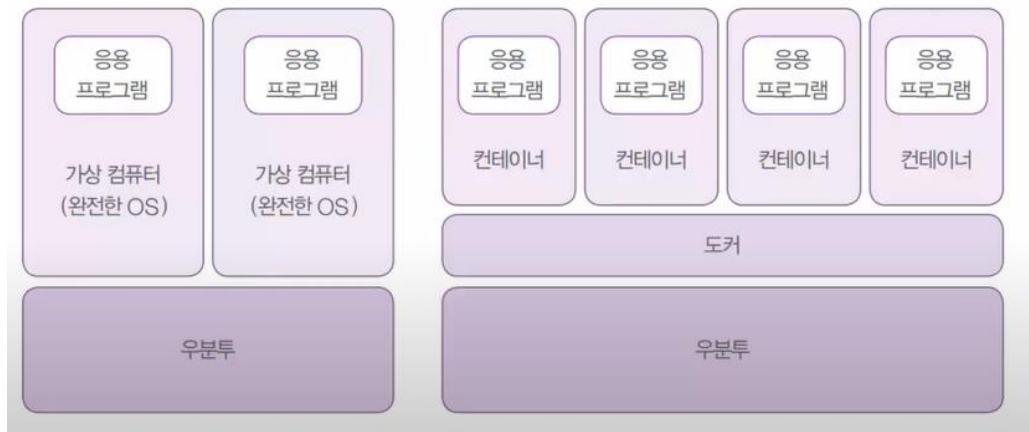 응용
프로그램
가상 컴퓨터
(완전한 OS)
응용
프로그램
가상 컴퓨터
(완전한 OS)
우분투
응용
프로그램
컨테이너
응용
프로그램
컨테이너
응용
프로그램
컨테이너
응용
프로그램
컨테이너
도커
우분투